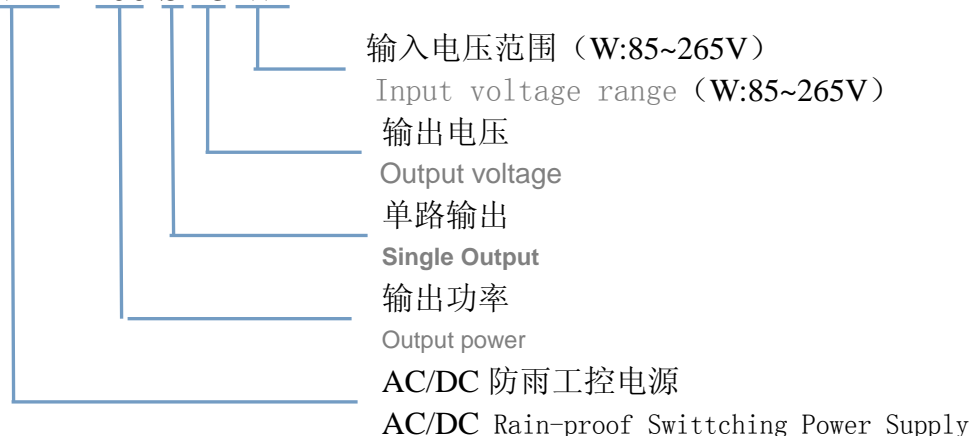 输入电压范围（W:85~265V）
Input voltage range（W:85~265V）
输出电压
Output voltage
单路输出
Single Output
输出功率
Output power
AC/DC 防雨工控电源
AC/DC Rain-proof Swittching Power Supply